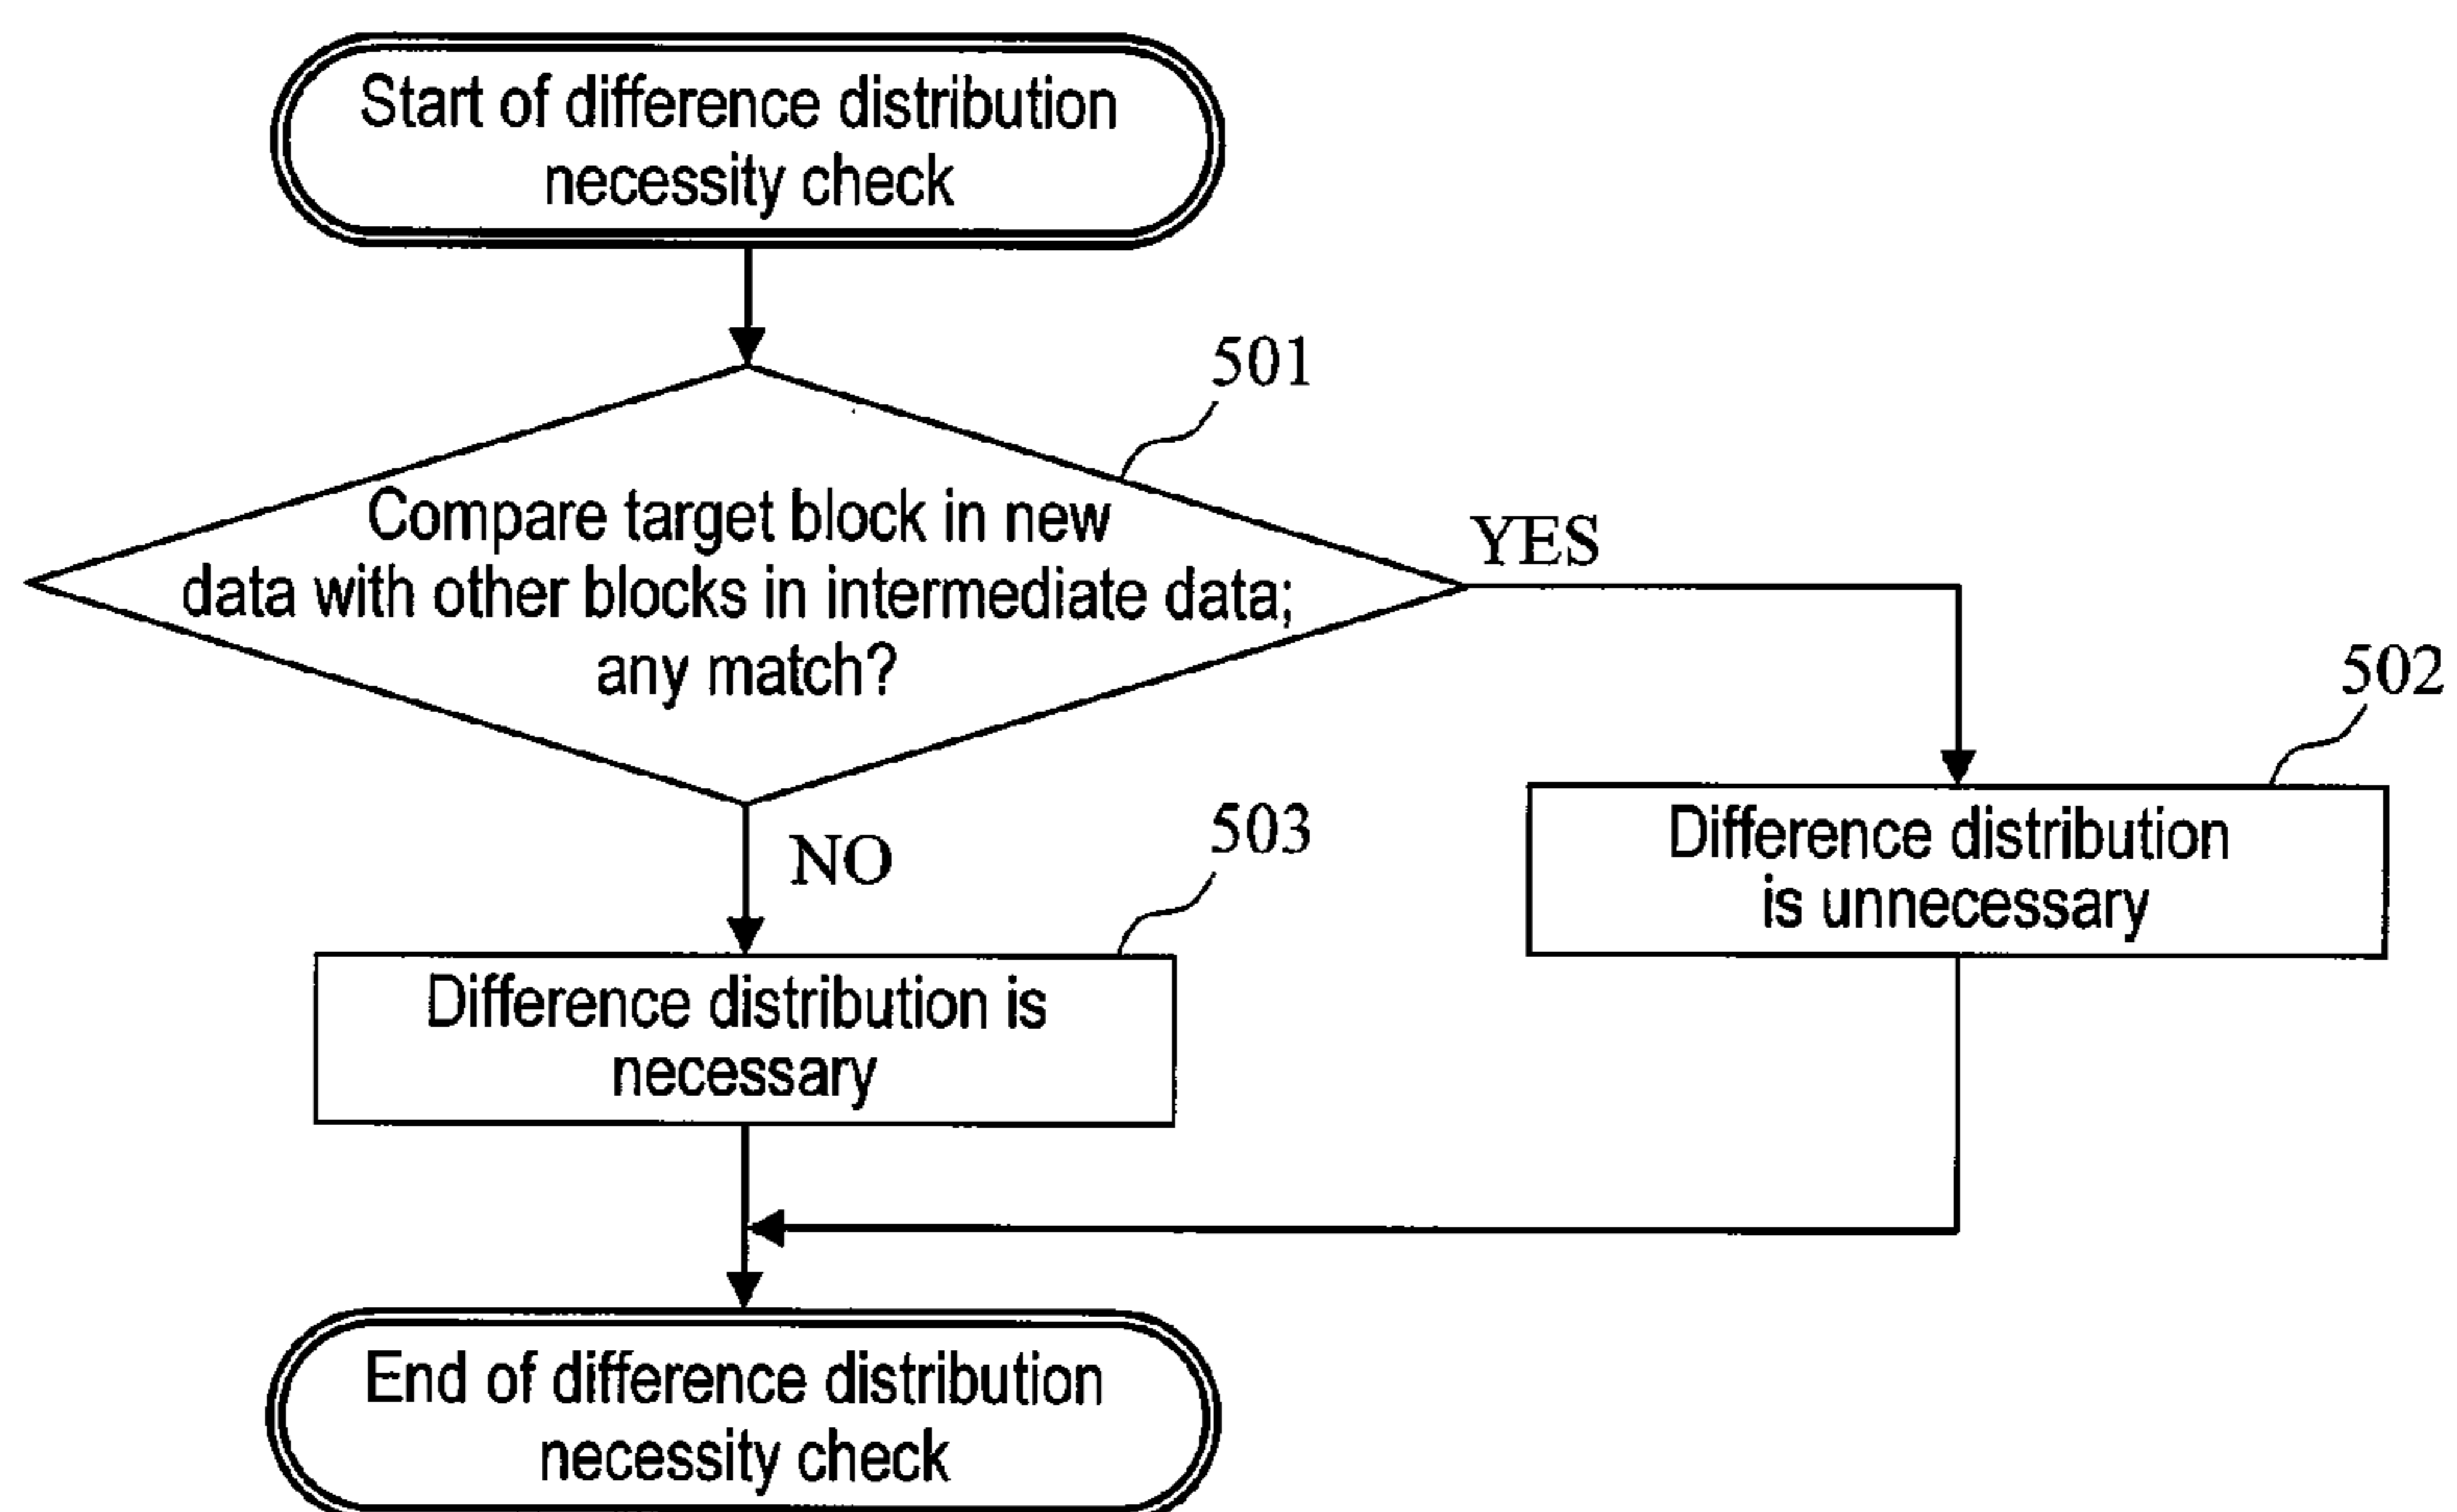 Start of difference distribution
necessity check
501
Compare target block in new
data with other blocks in intermediate data;
any match?
YES
502
Difference distribution
is unnecessary
NO
503
Difference distribution is
necessary
End of difference distribution
necessity check